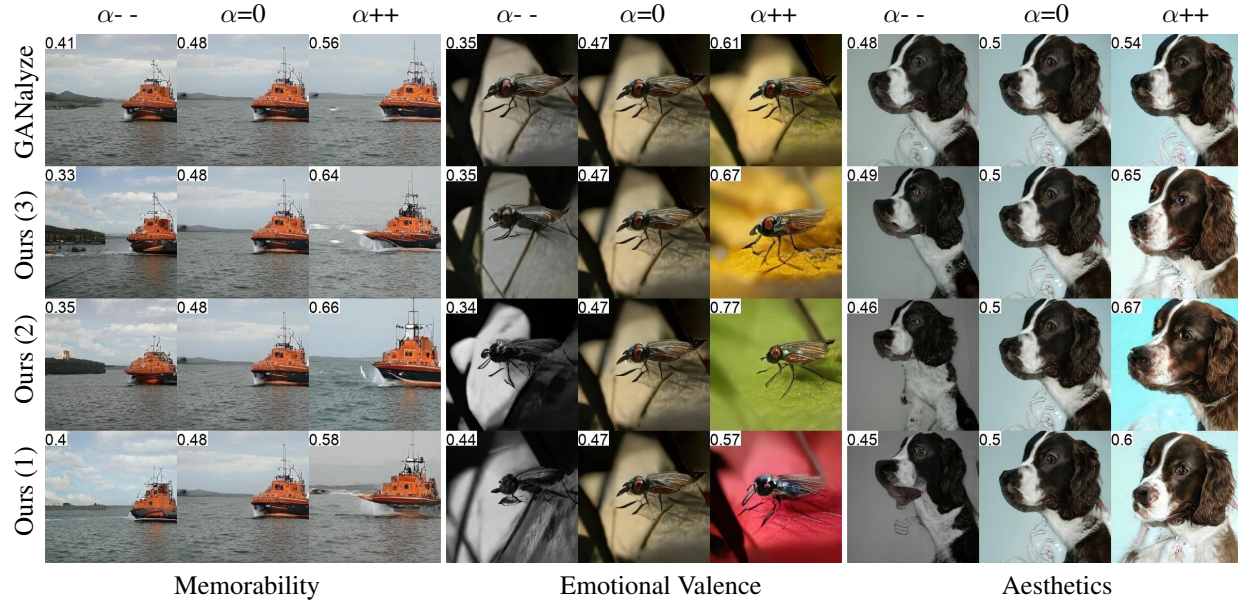 α- - α=0 α++ α- - α=0 α++ α- - α=0 α++
GANalyze 0.41 0.48 0.56 0.35 0.47 0.61 0.48 0.5 0.54
Ours (3) 0.33 0.48 0.64 0.35 0.47 0.67 0.49 0.5 0.65
Ours (2) 0.35 0.48 0.66 0.34 0.47 0.77 0.46 0.5 0.67
Ours (1) 0.4 0.48 0.58 0.44 0.47 0.57 0.45 0.5 0.6
Memorability Emotional Valence Aesthetics